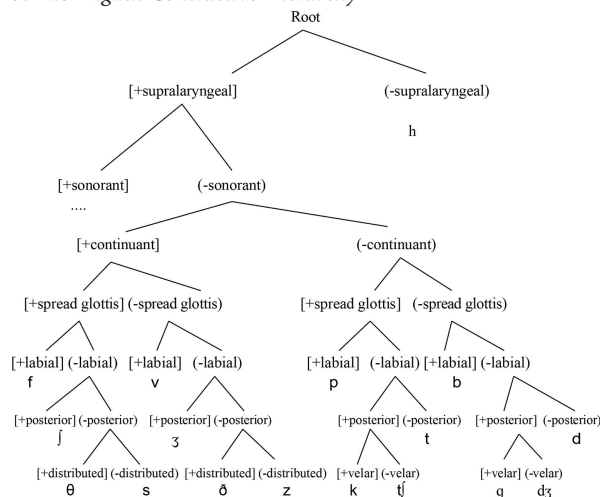 Root
[+supralaryngeal] (-supralaryngeal)
h
[+sonorant] (-sonorant)
....
[+continuant] (-continuant)
[+spread glottis] (-spread glottis) [+spread glottis] (-spread glottis)
[+labial] (-labial) [+labial] (-labial) [+labial] (-labial) [+labial] (-labial)
f v p b
[+posterior] (-posterior) [+posterior] (-posterior) [+posterior] (-posterior) [+posterior] (-posterior)
ʃ ʒ t d
[+distributed] (-distributed) [+distributed] (-distributed) [+velar] (-velar) [+velar] (-velar)
θ s ð z k tʃ g dʒ